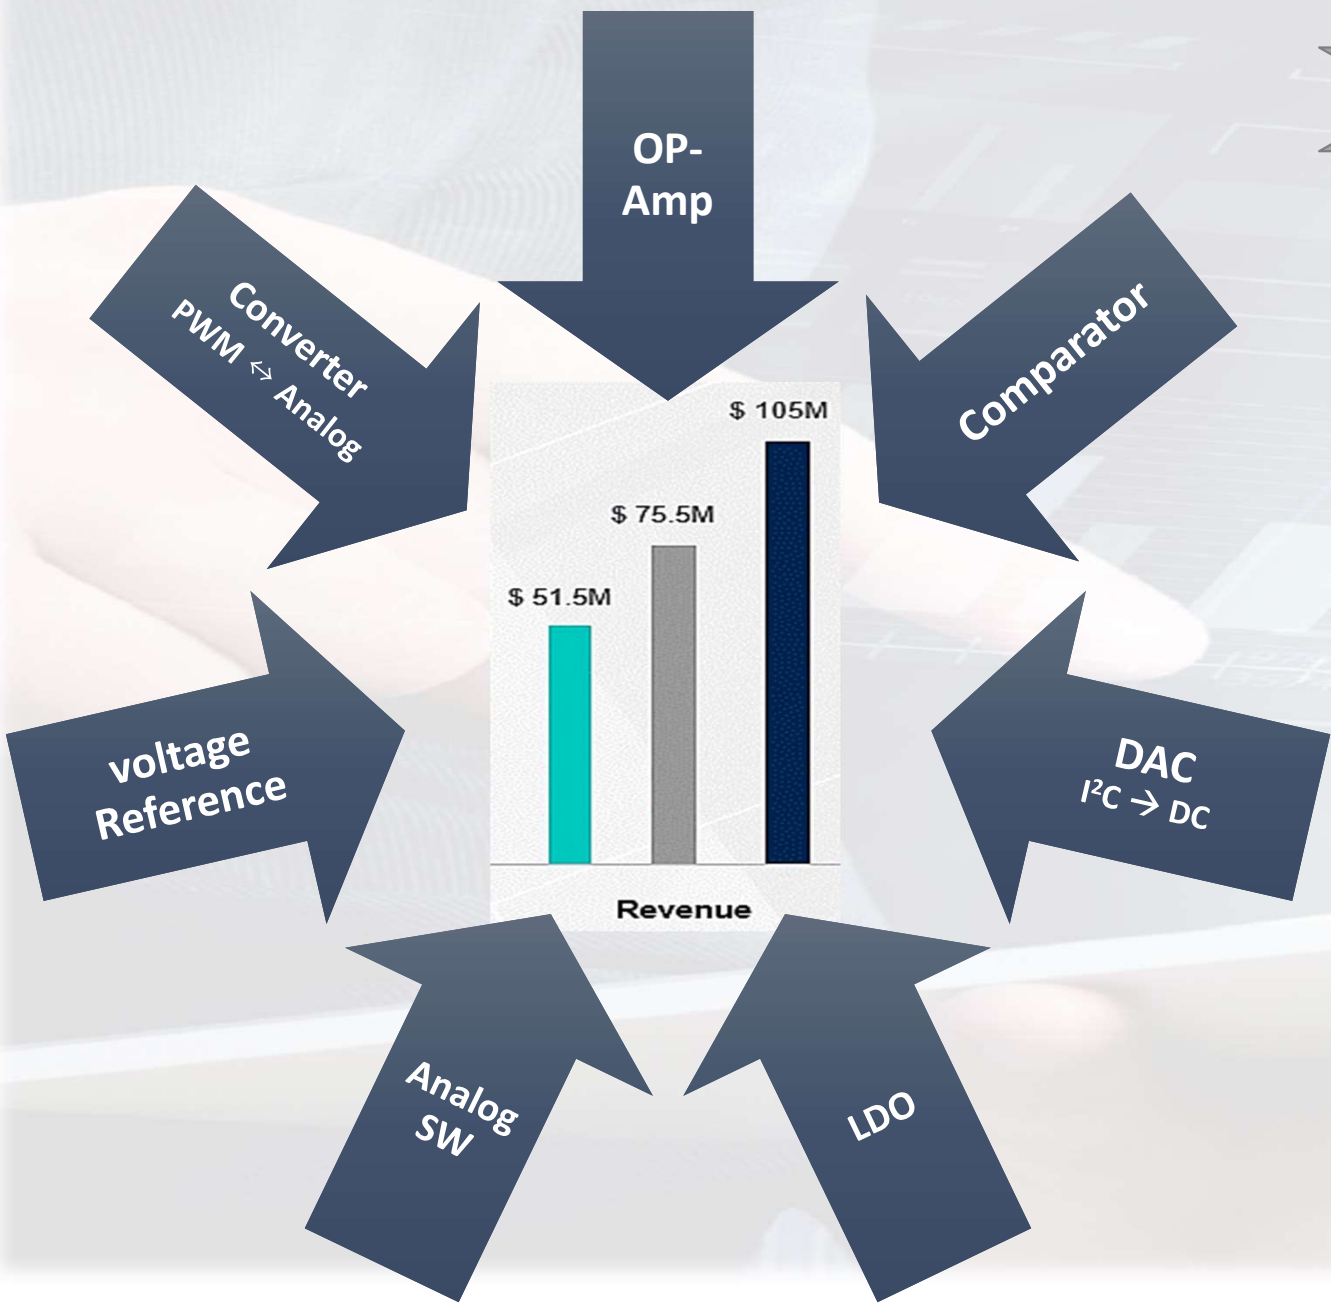 OP-
Amp
Converter
PWM ↔ Analog
Comparator
$ 105M
$ 75.5M
$ 51.5M
Revenue
voltage
Reference
DAC
I²C → DC
Analog
SW
LDO